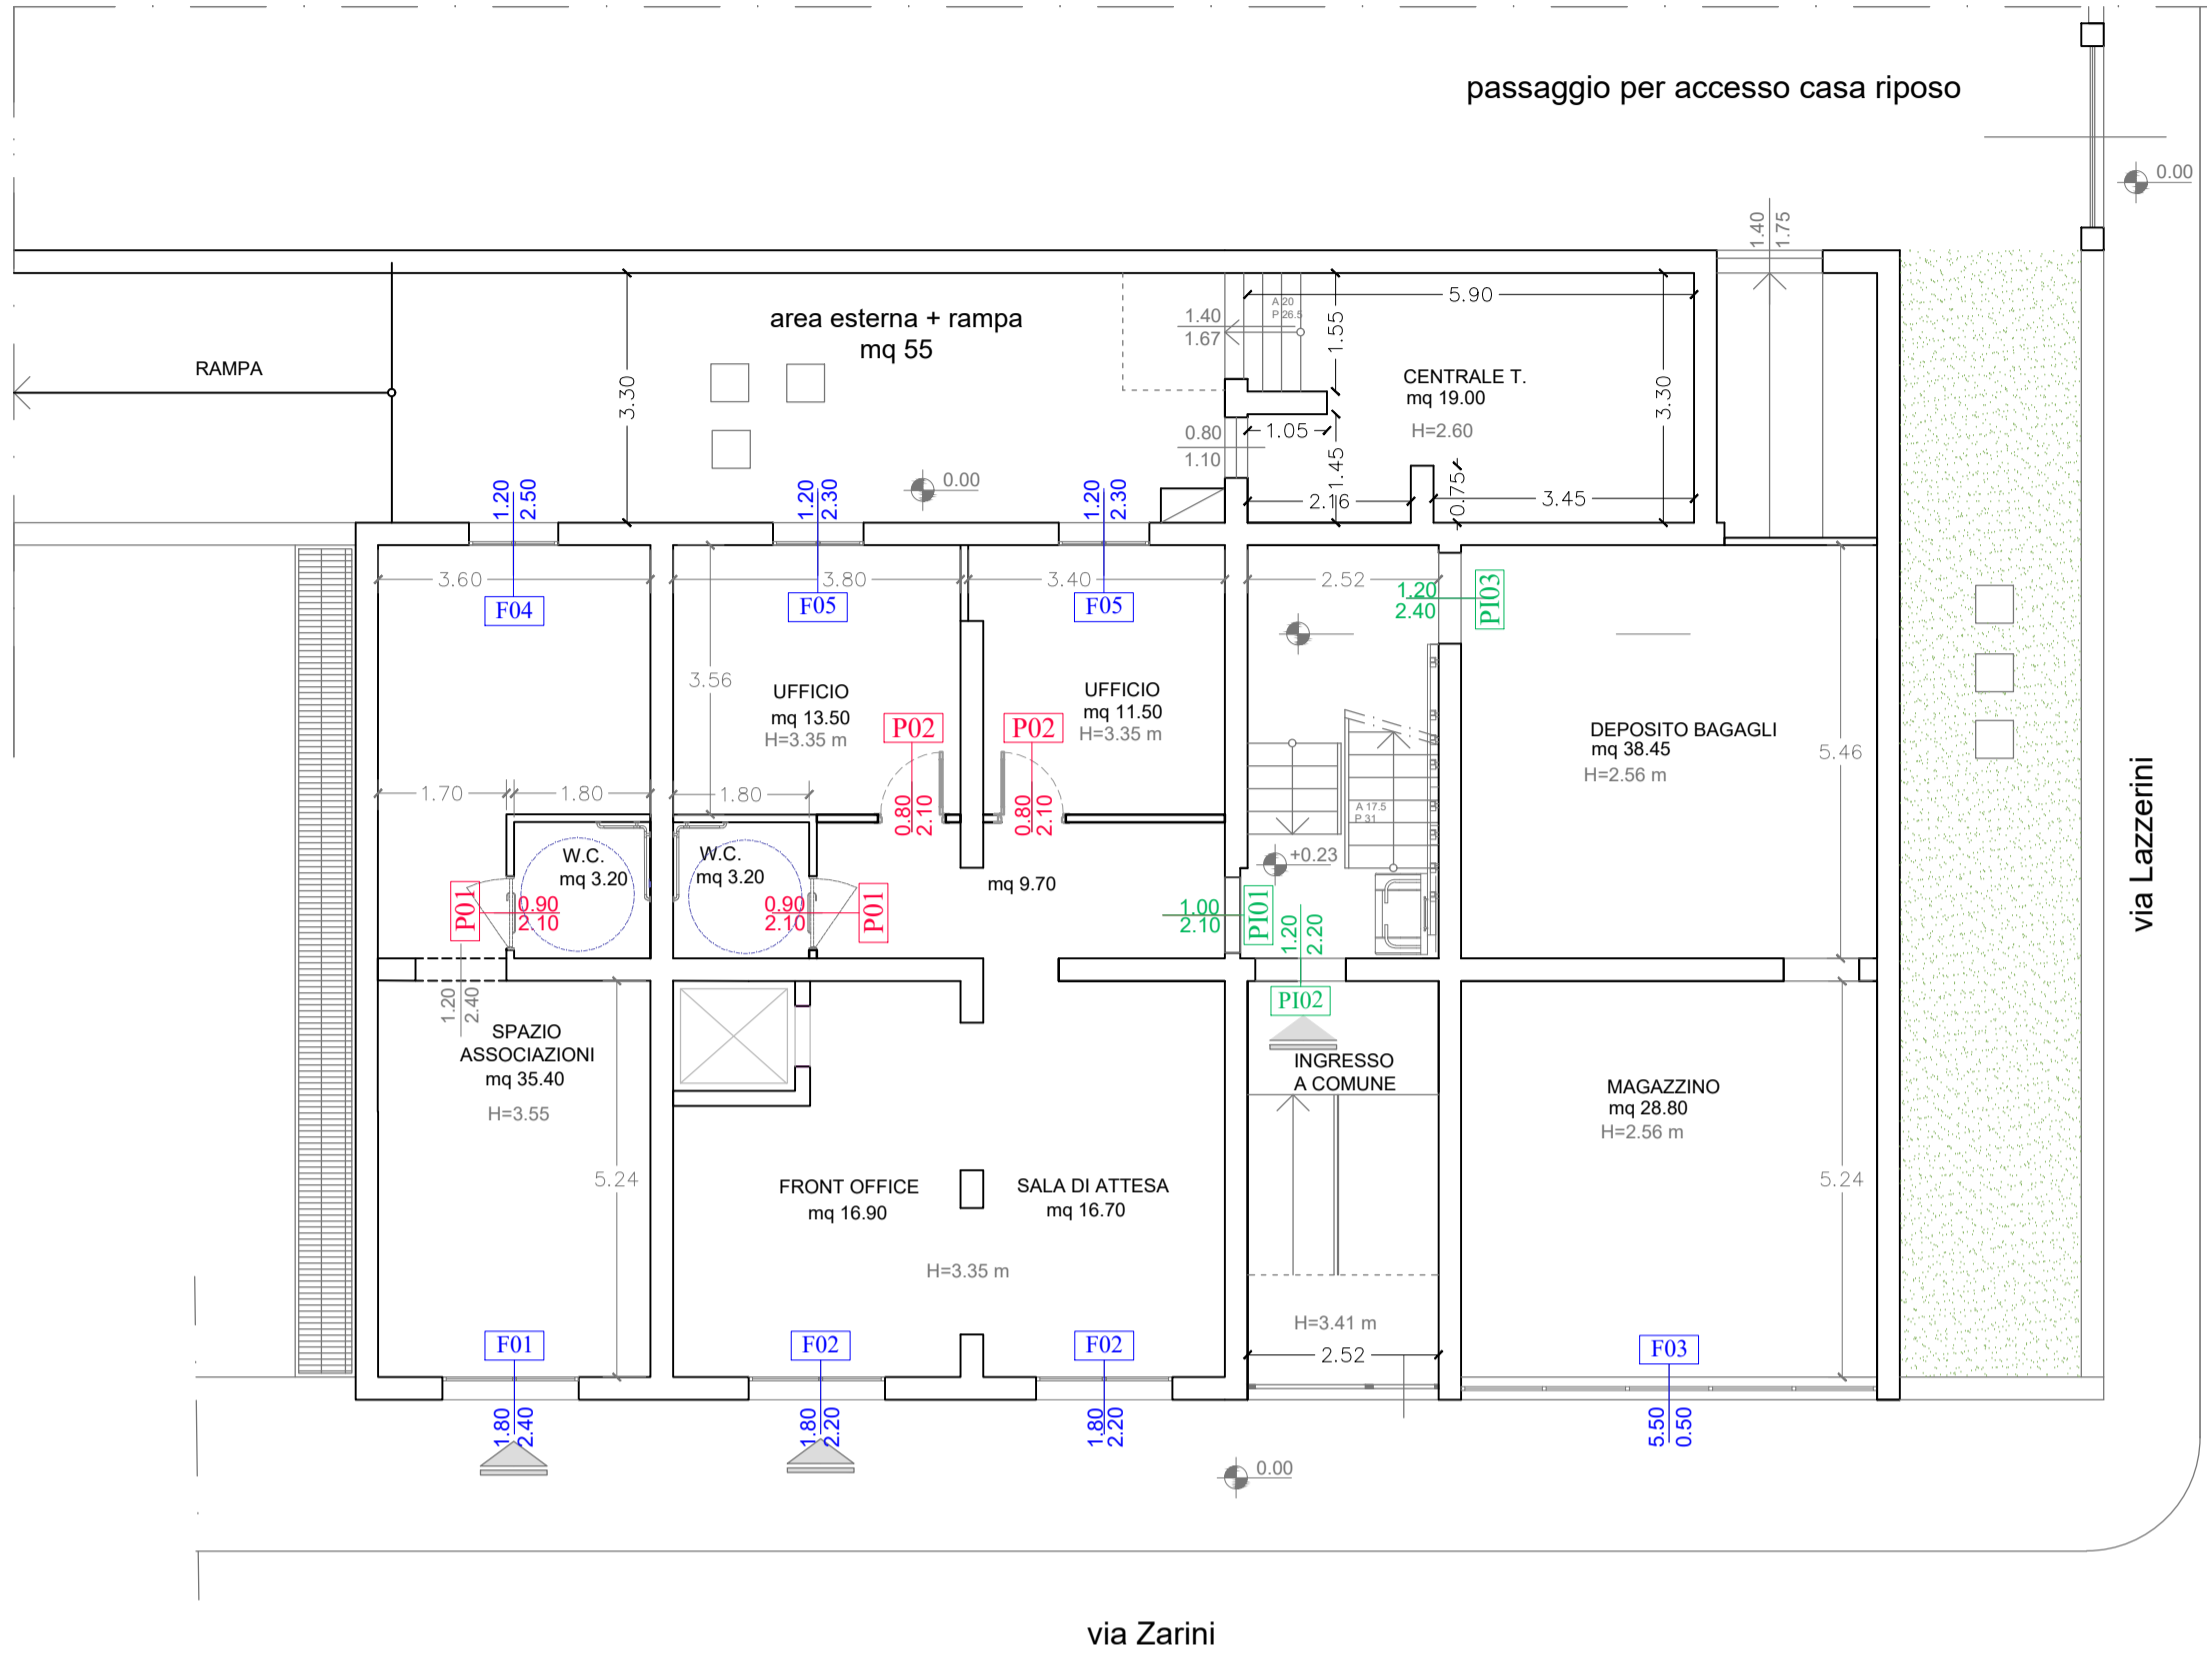 passaggio per accesso casa riposo
0.00
1.40
1.75
area esterna + rampa
mq 55
RAMPA
3.30
1.40
1.67
A 20
P 26.5
5.90
1.55
CENTRALE T.
mq 19.00
H=2.60
3.30
0.80
1.10
1.05
1.45
2.16
0.75
3.45
0.00
1.20
2.50
1.20
2.30
1.20
2.30
3.60
3.80
3.40
2.52
F04
F05
F05
1.20
2.40
PI03
3.56
UFFICIO
mq 13.50
H=3.35 m
UFFICIO
mq 11.50
H=3.35 m
P02
P02
0.80
2.10
0.80
2.10
DEPOSITO BAGAGLI
mq 38.45
H=2.56 m
5.46
1.70
1.80
1.80
A 17.5
P 31
+0.23
W.C.
mq 3.20
W.C.
mq 3.20
mq 9.70
P01
0.90
2.10
0.90
2.10
P01
1.00
2.10
PI01
1.20
2.20
PI02
1.20
2.40
SPAZIO
ASSOCIAZIONI
mq 35.40
H=3.55
INGRESSO
A COMUNE
MAGAZZINO
mq 28.80
H=2.56 m
5.24
FRONT OFFICE
mq 16.90
SALA DI ATTESA
mq 16.70
5.24
H=3.35 m
H=3.41 m
2.52
F01
F02
F02
F03
1.80
2.40
1.80
2.20
1.80
2.20
5.50
0.50
0.00
via Lazzerini
via Zarini